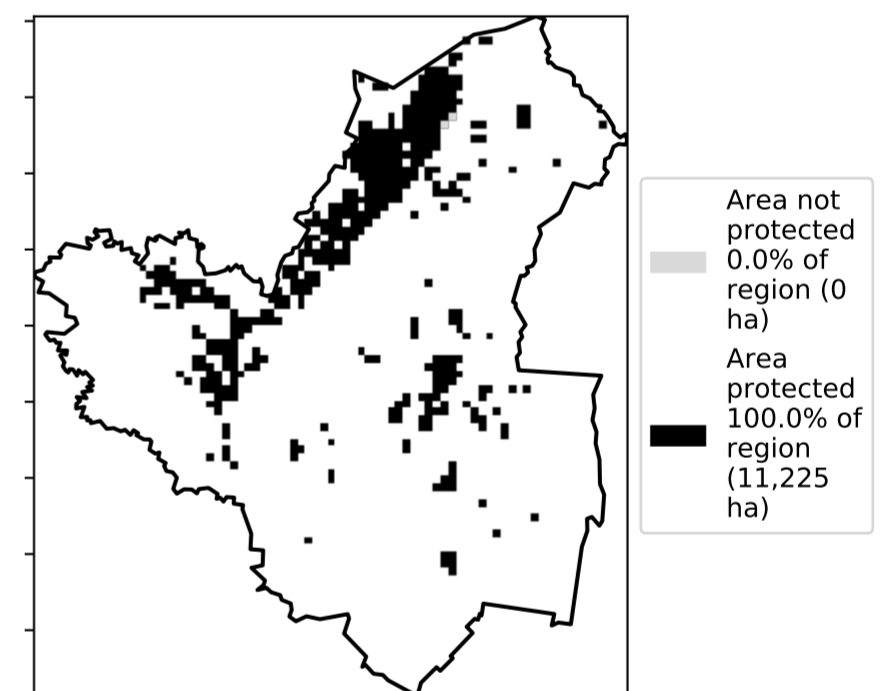 Area not
protected
0.0% of
region (0
ha)
Area
protected
100.0% of
region
(11,225
ha)